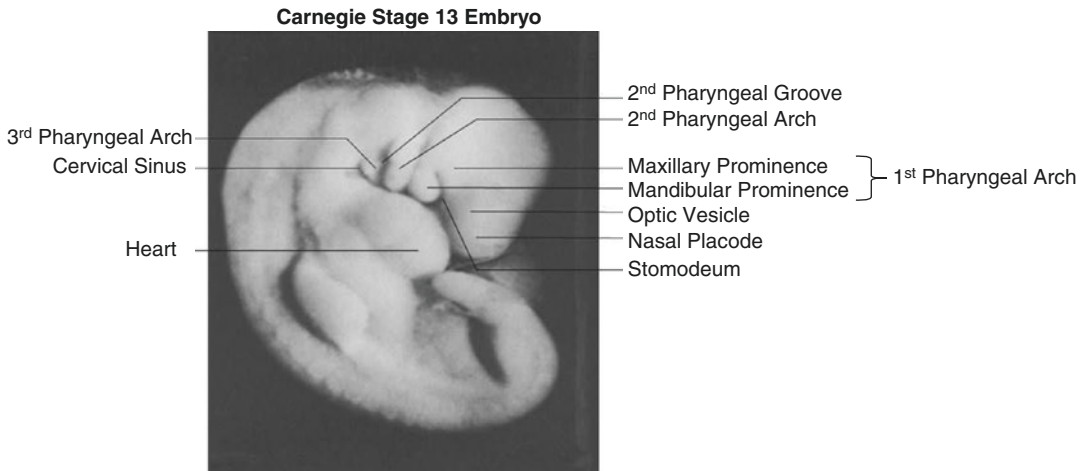 Carnegie Stage 13 Embryo
3rd Pharyngeal Arch
Cervical Sinus
Heart
2nd Pharyngeal Groove
2nd Pharyngeal Arch
Maxillary Prominence
Mandibular Prominence
1st Pharyngeal Arch
Optic Vesicle
Nasal Placode
Stomodeum